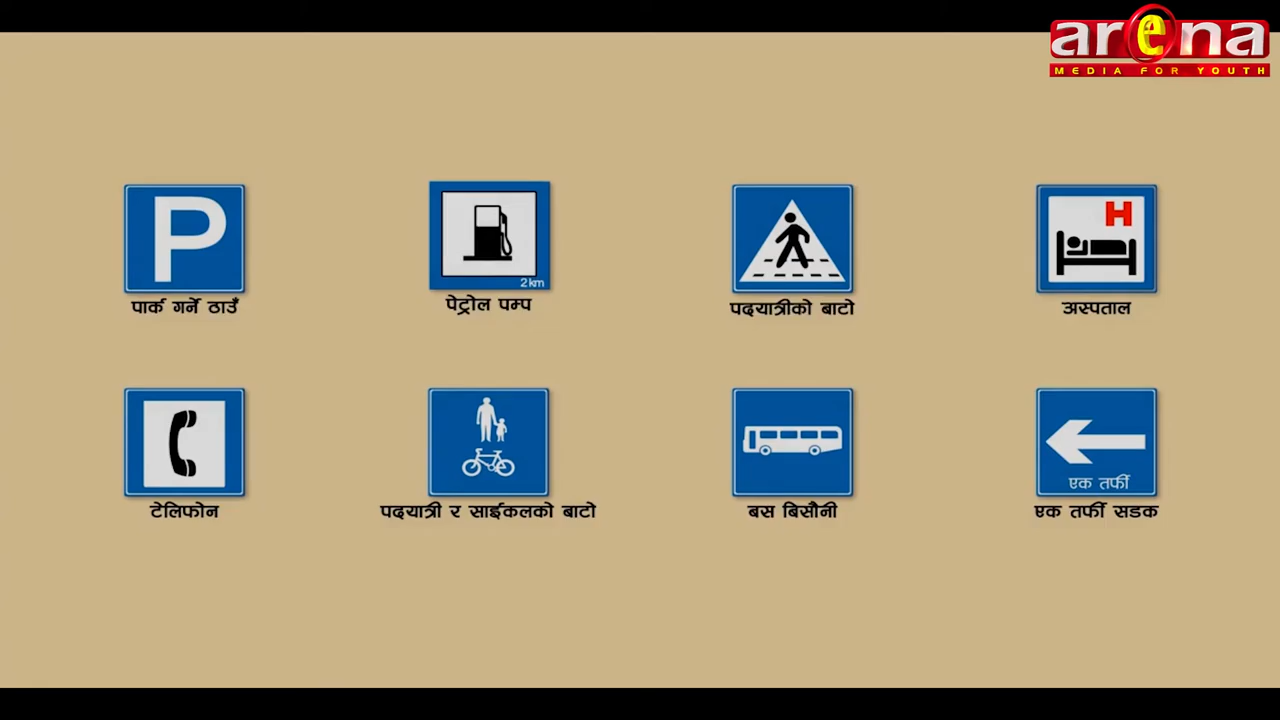 arena
MEDIA FOR YOUTH
P
2 km
H
पार्क गर्ने ठाउँ
पेट्रोल पम्प
पदयात्रीको बाटो
अस्पताल
एक तर्फी
टेलिफोन
पदयात्री र साईकलको बाटो
बस बिसौनी
एक तर्फी सडक